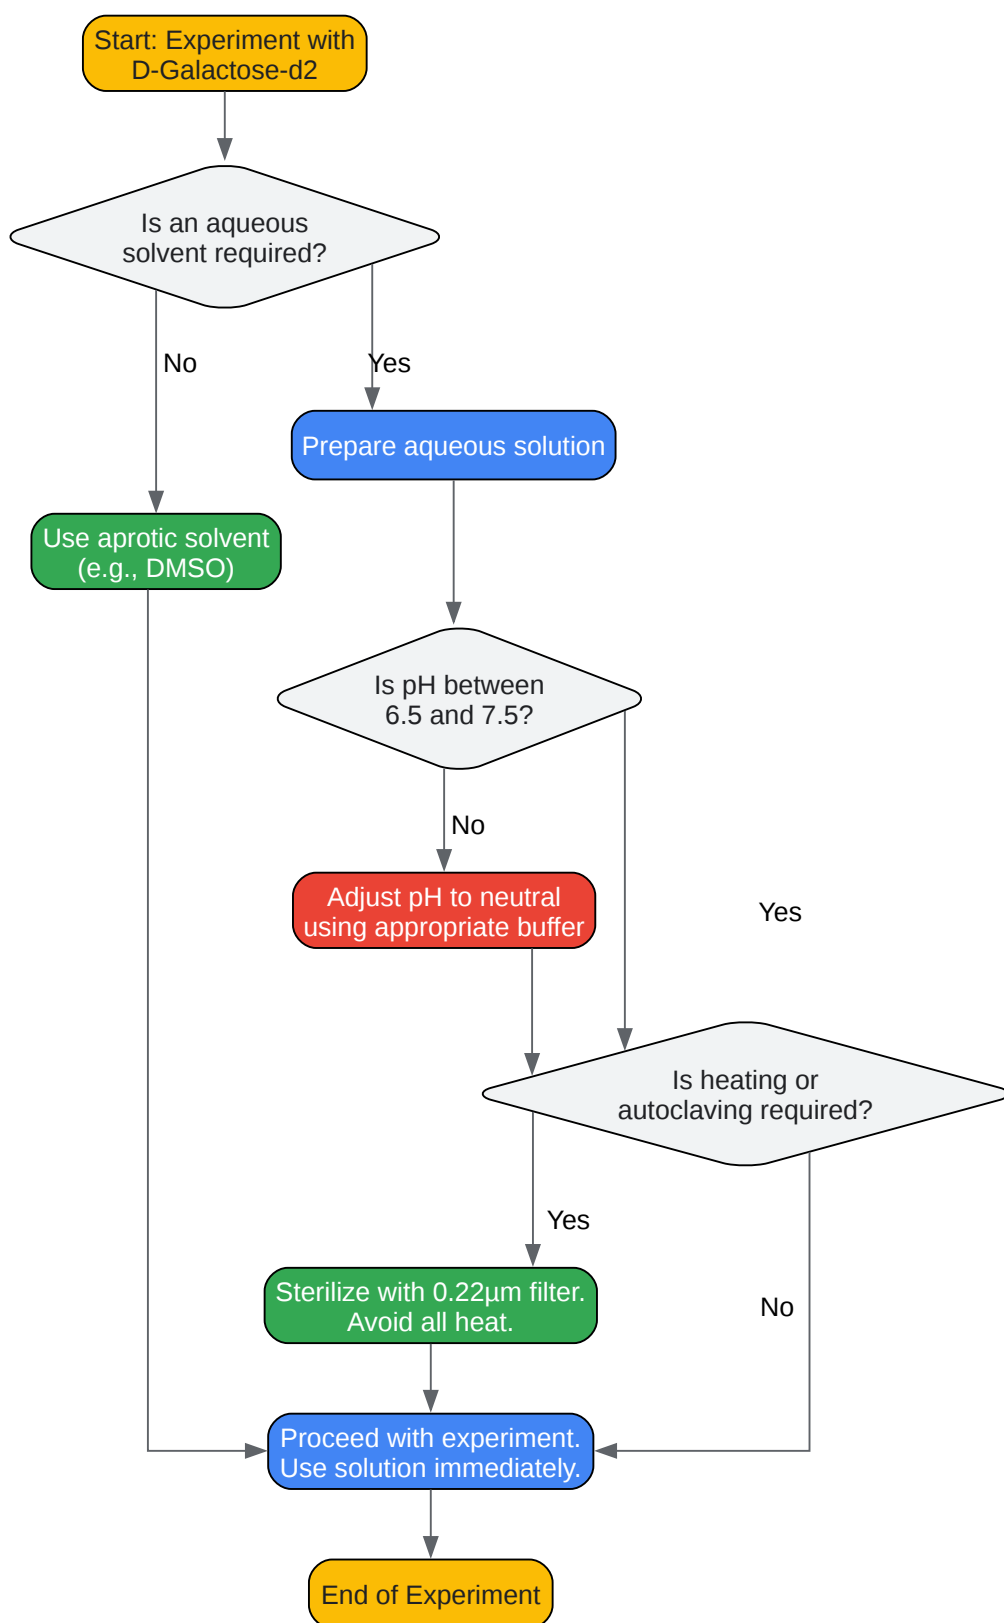 Start: Experiment with
D-Galactose-d2
Is an aqueous
solvent required?
No
Yes
Prepare aqueous solution
Use aprotic solvent
(e.g., DMSO)
Is pH between
6.5 and 7.5?
No
Adjust pH to neutral
using appropriate buffer
Yes
Is heating or
autoclaving required?
Yes
Sterilize with 0.22µm filter.
Avoid all heat.
No
Proceed with experiment.
Use solution immediately.
End of Experiment